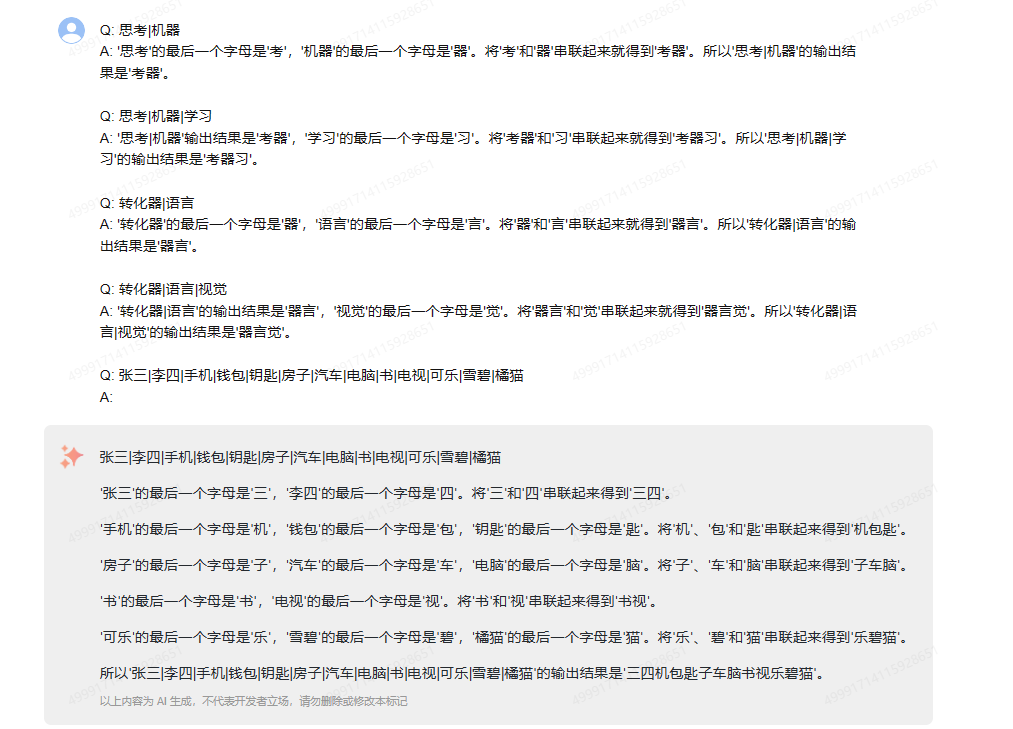 Q: 思考|机器
A: '思考'的最后一个字母是'考'，'机器'的最后一个字母是'器'。将'考'和'器'串联起来就得到'考器'。所以'思考|机器'的输出结
果是'考器'。
Q: 思考|机器|学习
A: '思考|机器'输出结果是'考器'，'学习'的最后一个字母是'习'。将'考器'和'习'串联起来就得到'考器习'。所以'思考|机器|学
习'的输出结果是'考器习'。
Q: 转化器|语言
A: '转化器'的最后一个字母是'器'，'语言'的最后一个字母是'言'。将'器'和'言'串联起来就得到'器言'。所以'转化器|语言'的输
出结果是'器言'。
Q: 转化器|语言|视觉
A: '转化器|语言'的输出结果是'器言'，'视觉'的最后一个字母是'觉'。将'器言'和'觉'串联起来就得到'器言觉'。所以'转化器|语
言|视觉'的输出结果是'器言觉'。
Q: 张三|李四|手机|钱包|钥匙|房子|汽车|电脑|书|电视|可乐|雪碧|橘猫
A:
张三|李四|手机|钱包|钥匙|房子|汽车|电脑|书|电视|可乐|雪碧|橘猫
'张三'的最后一个字母是'三'，'李四'的最后一个字母是'四'。将'三'和'四'串联起来得到'三四'。
'手机'的最后一个字母是'机'，'钱包'的最后一个字母是'包'，'钥匙'的最后一个字母是'匙'。将'机'、'包'和'匙'串联起来得到'机包匙'。
'房子'的最后一个字母是'子'，'汽车'的最后一个字母是'车'，'电脑'的最后一个字母是'脑'。将'子'、'车'和'脑'串联起来得到'子车脑'。
'书'的最后一个字母是'书'，'电视'的最后一个字母是'视'。将'书'和'视'串联起来得到'书视'。
'可乐'的最后一个字母是'乐'，'雪碧'的最后一个字母是'碧'，'橘猫'的最后一个字母是'猫'。将'乐'、'碧'和'猫'串联起来得到'乐碧猫'。
所以'张三|李四|手机|钱包|钥匙|房子|汽车|电脑|书|电视|可乐|雪碧|橘猫'的输出结果是'三四机包匙子车脑书视乐碧猫'。
以上内容为 AI 生成，不代表开发者立场，请勿删除或修改本标记